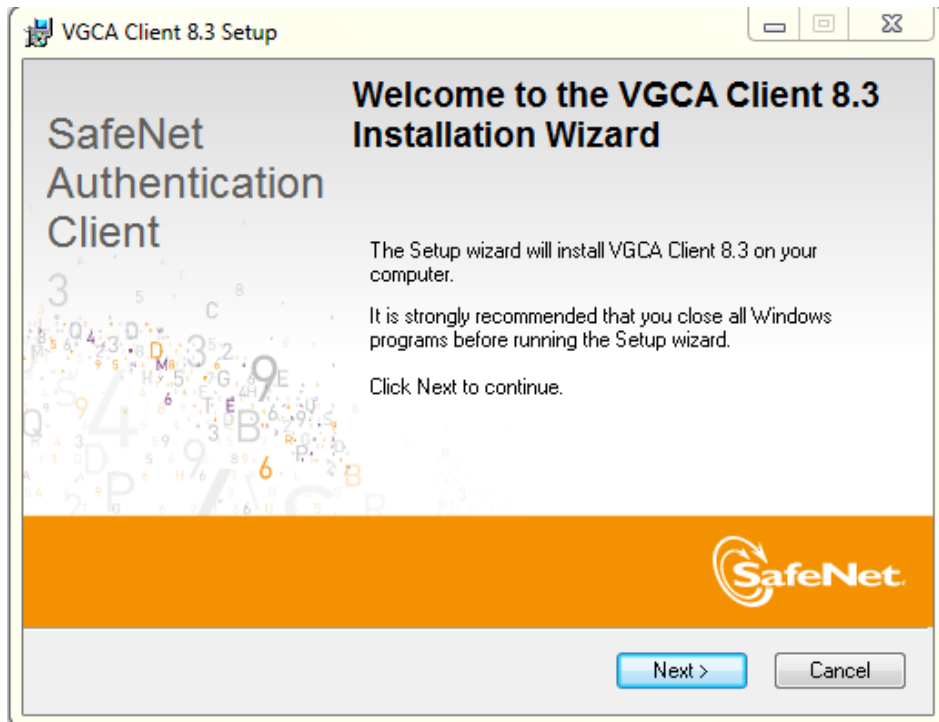 VGCA Client 8.3 Setup
Welcome to the VGCA Client 8.3
Installation Wizard
SafeNet
Authentication
Client
The Setup wizard will install VGCA Client 8.3 on your
computer.
It is strongly recommended that you close all Windows
programs before running the Setup wizard.
Click Next to continue.
SafeNet.
Next >
Cancel